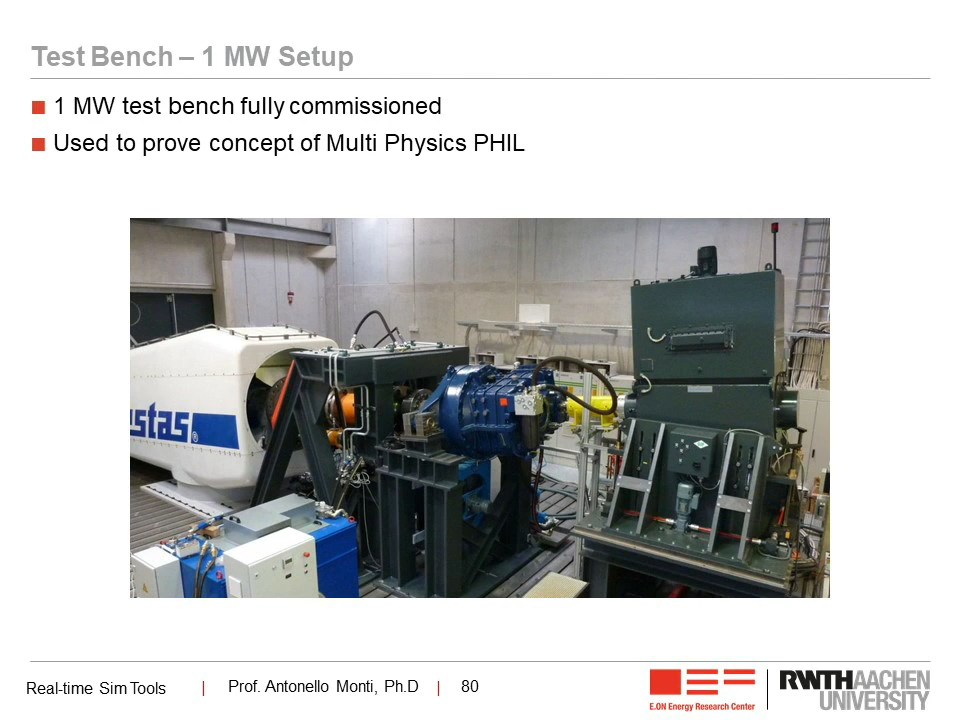 Test Bench – 1 MW Setup
1 MW test bench fully commissioned
Used to prove concept of Multi Physics PHIL
stas®
Real-time Sim Tools | Prof. Antonello Monti, Ph.D | 80
E.ON Energy Research Center
RWTHAACHEN
UNIVERSITY